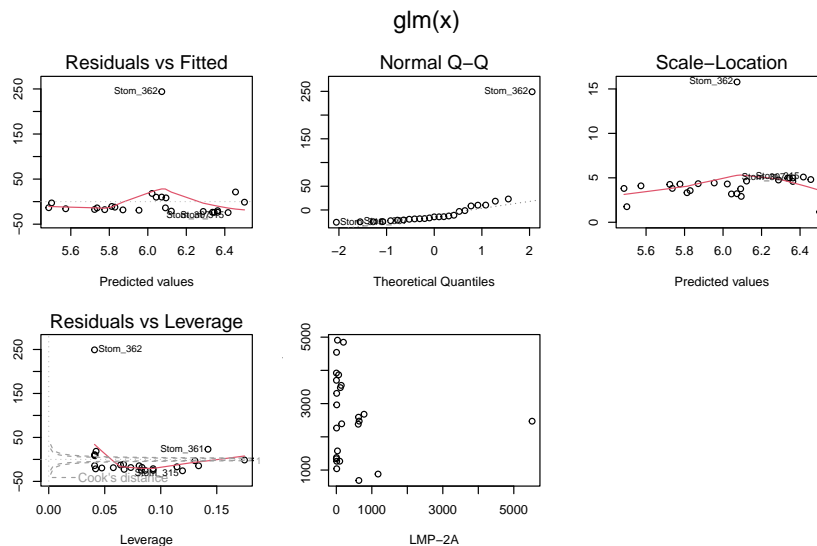 glm(x)
Residuals vs Fitted
Normal Q−Q
Scale−Location
Stom_362
Stom_362
Stom_362
−50 50 150 250
0 50 150 250
0 5 10 15
5.6 5.8 6.0 6.2 6.4
−2 −1 0 1 2
5.6 5.8 6.0 6.2 6.4
Predicted values
Theoretical Quantiles
Predicted values
Residuals vs Leverage
Stom_362
Stom_361
Stom_315
Cook's distance
−50 50 150 250
1000 3000 5000
0.00 0.05 0.10 0.15
0 1000 3000 5000
Leverage
LMP−2A